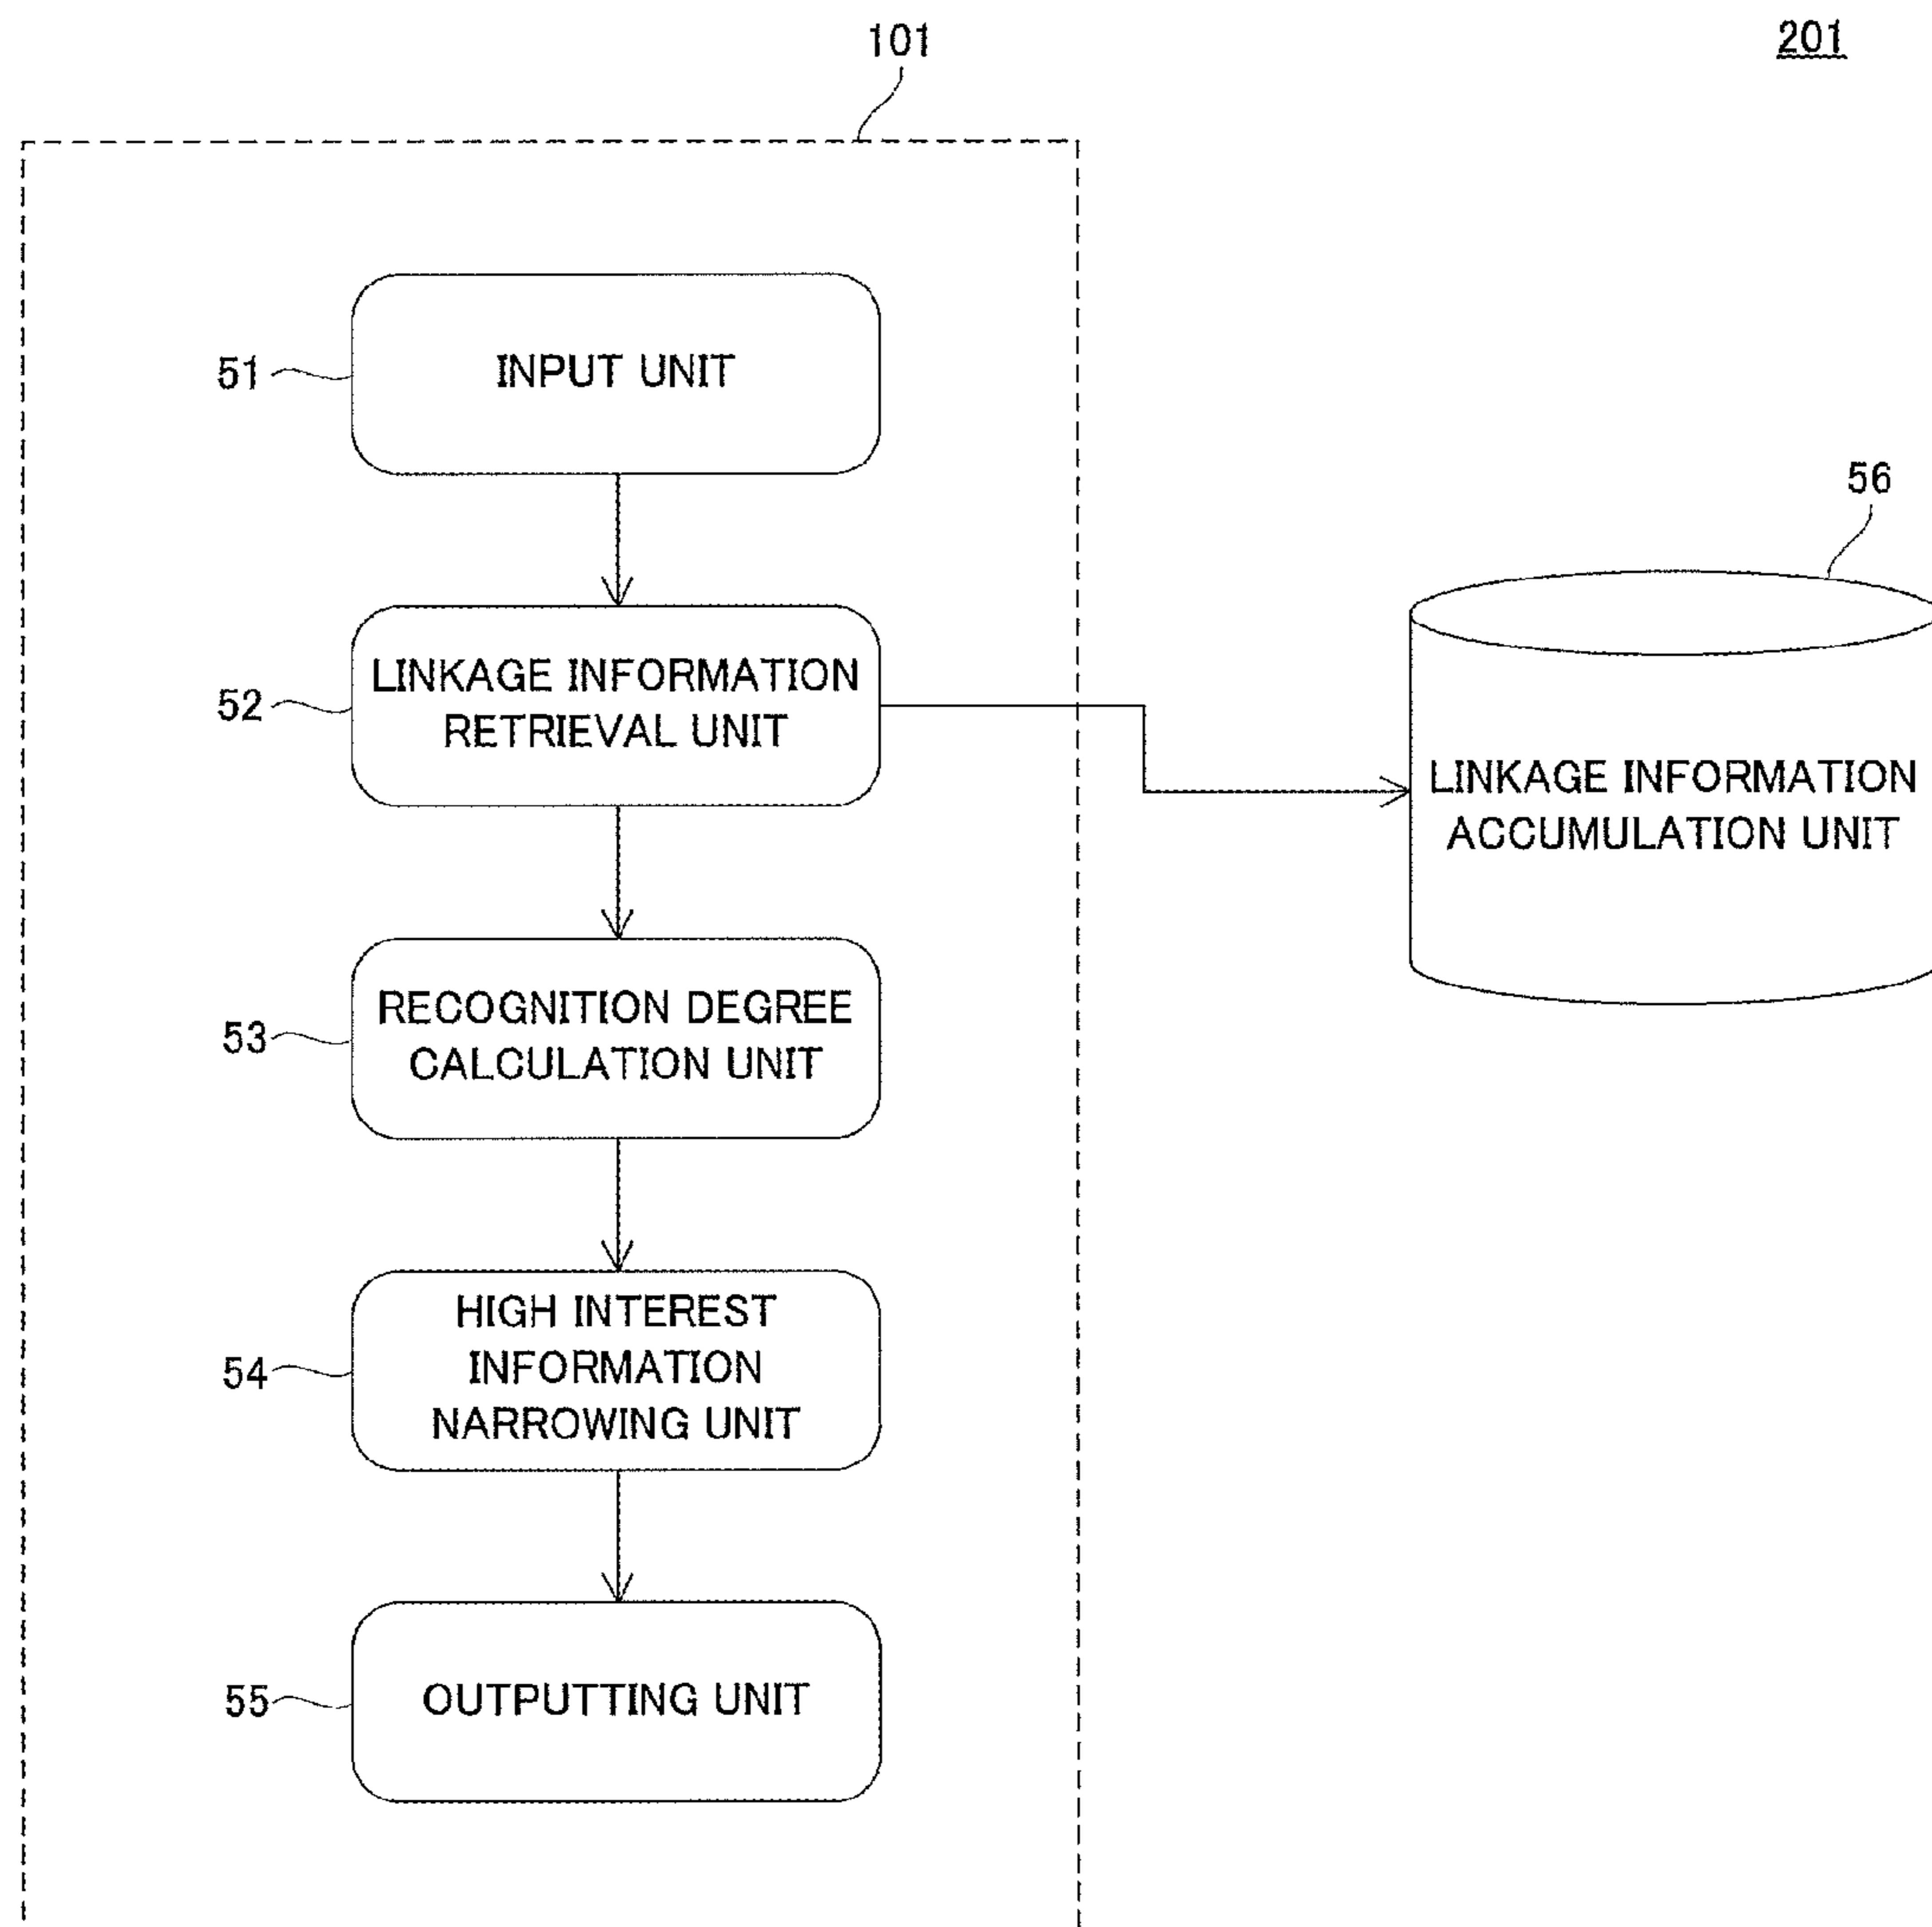 101
201
51
INPUT UNIT
56
52
LINKAGE INFORMATION
RETRIEVAL UNIT
LINKAGE INFORMATION
ACCUMULATION UNIT
53
RECOGNITION DEGREE
CALCULATION UNIT
54
HIGH INTEREST
INFORMATION
NARROWING UNIT
55
OUTPUTTING UNIT